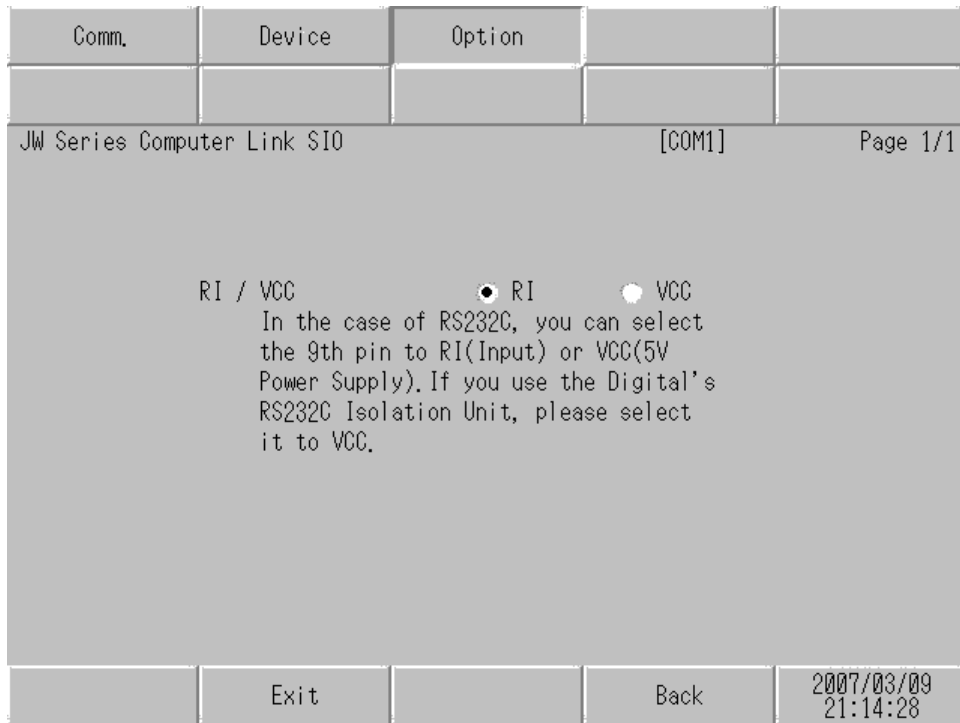 Comm. Device Option
JW Series Computer Link SIO [COM1] Page 1/1
RI / VCC RI VCC
In the case of RS232C, you can select
the 9th pin to RI(Input) or VCC(5V
Power Supply).If you use the Digital's
RS232C Isolation Unit, please select
it to VCC.
Exit Back 2007/03/09
21:14:28